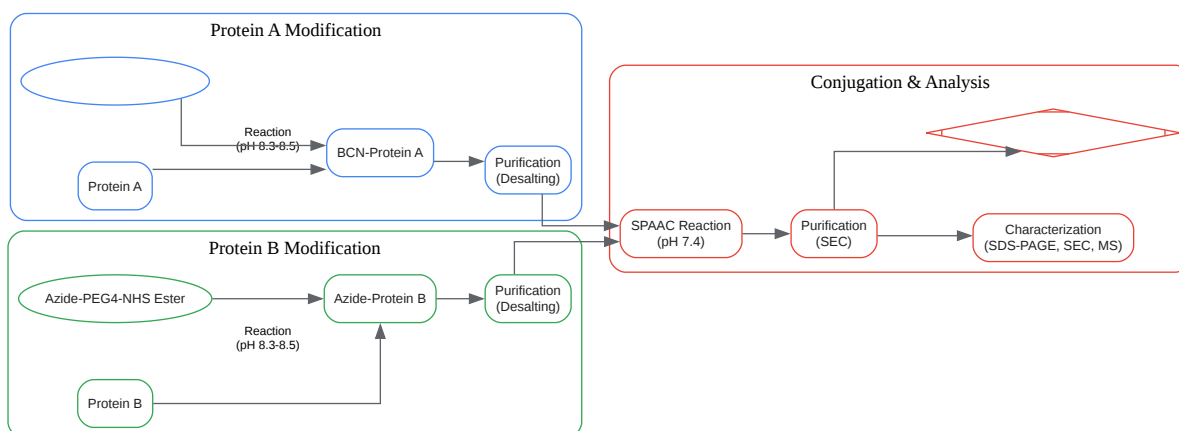 Protein A Modification
Reaction
(pH 8.3-8.5)
BCN-Protein A
Purification
(Desalting)
Protein A
Protein B Modification
Azide-PEG4-NHS Ester
Azide-Protein B
Purification
(Desalting)
Reaction
(pH 8.3-8.5)
Protein B
Conjugation & Analysis
SPAAC Reaction
(pH 7.4)
Purification
(SEC)
Characterization
(SDS-PAGE, SEC, MS)